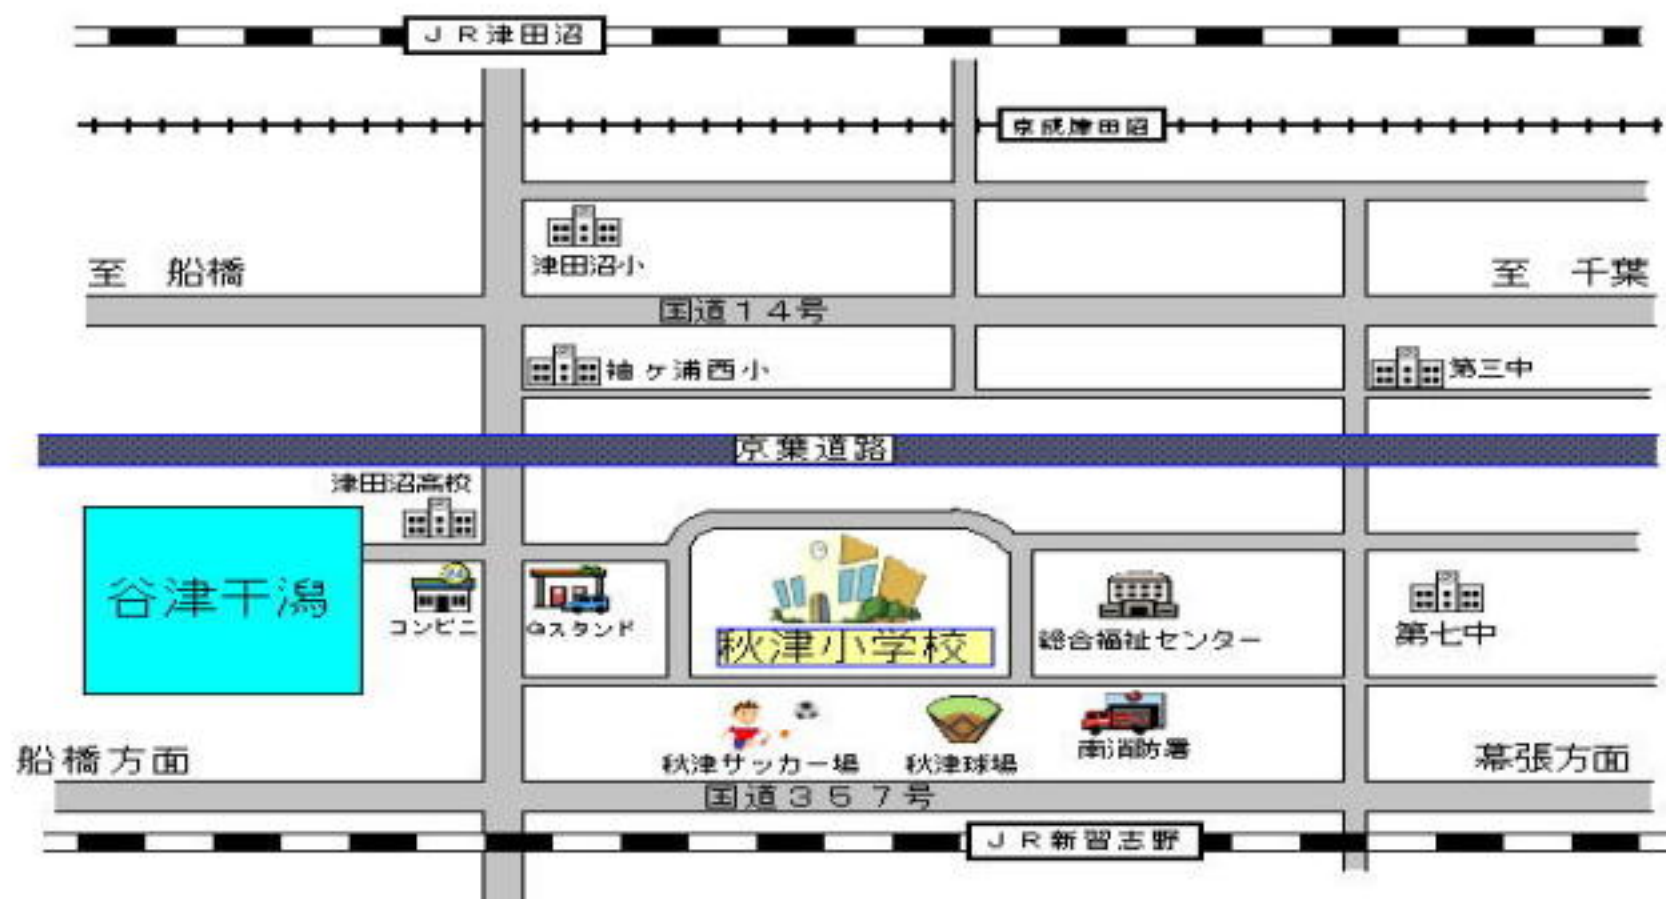 ＪＲ津田沼
京成津田沼
津田沼小
至　船橋
至　千葉
国道１４号
袖ヶ浦西小
第三中
京葉道路
津田沼高校
谷津干潟
コンビニ
Gスタンド
秋津小学校
総合福祉センター
第七中
船橋方面
秋津サッカー場
秋津球場
南消防署
幕張方面
国道３５７号
ＪＲ新習志野